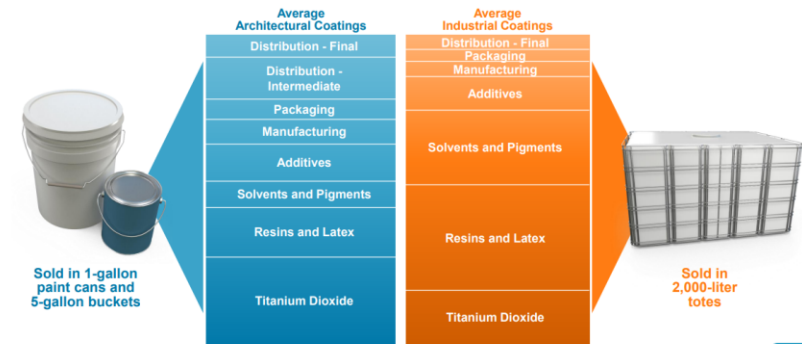 Average
Architectural Coatings
Distribution - Final
Distribution -
Intermediate
Packaging
Manufacturing
Additives
Solvents and Pigments
Resins and Latex
Titanium Dioxide
Sold in 1-gallon
paint cans and
5-gallon buckets
Average
Industrial Coatings
Distribution - Final
Packaging
Manufacturing
Additives
Solvents and Pigments
Resins and Latex
Titanium Dioxide
Sold in
2,000-liter
totes